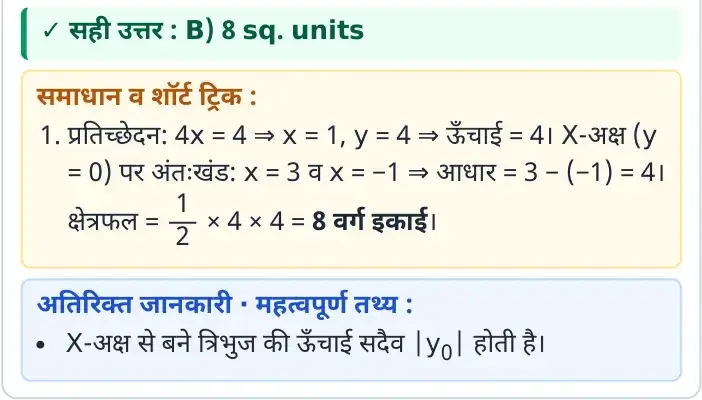 ✓ सही उत्तर : B) 8 sq. units
समाधान व शॉर्ट ट्रिक :
1. प्रतिच्छेदन: 4x = 4 ⇒ x = 1, y = 4 ⇒ ऊँचाई = 4। X-अक्ष (y
= 0) पर अंतःखंड: x = 3 व x = −1 ⇒ आधार = 3 − (−1) = 4।
क्षेत्रफल = 1/2 × 4 × 4 = 8 वर्ग इकाई।
अतिरिक्त जानकारी · महत्वपूर्ण तथ्य :
• X-अक्ष से बने त्रिभुज की ऊँचाई सदैव |y₀| होती है।